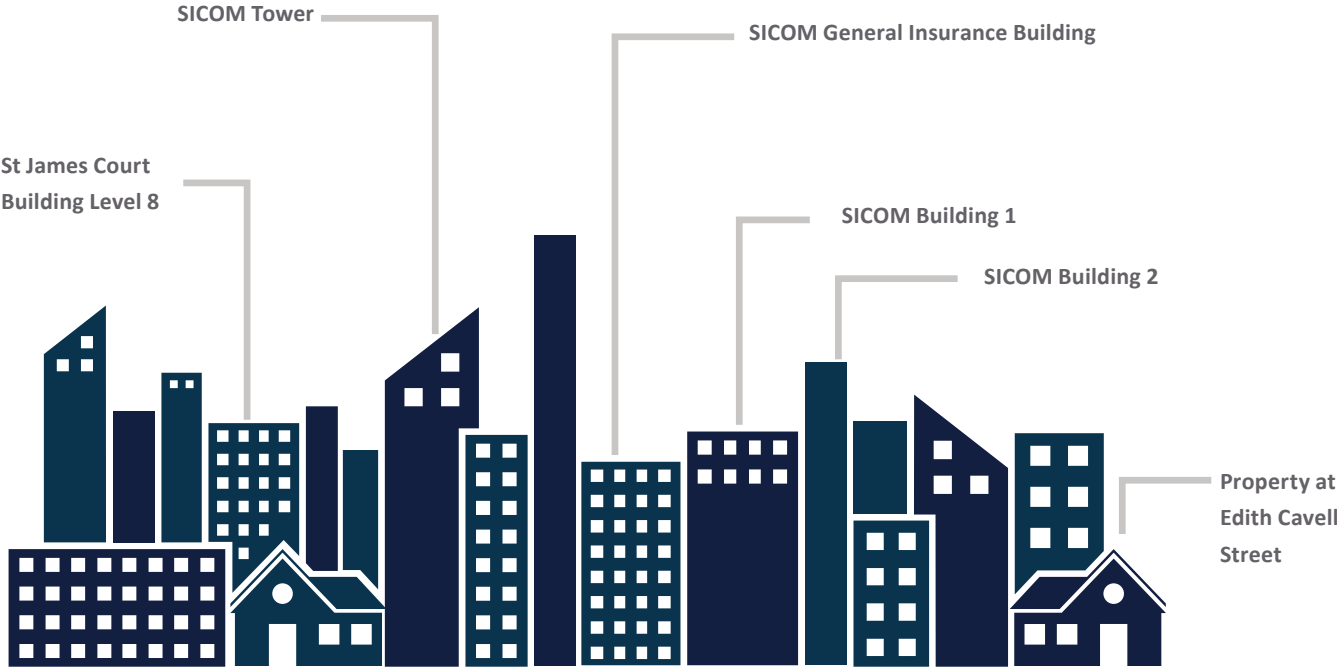 SICOM Tower
SICOM General Insurance Building
St James Court
Building Level 8
SICOM Building 1
SICOM Building 2
Property at
Edith Cavell
Street